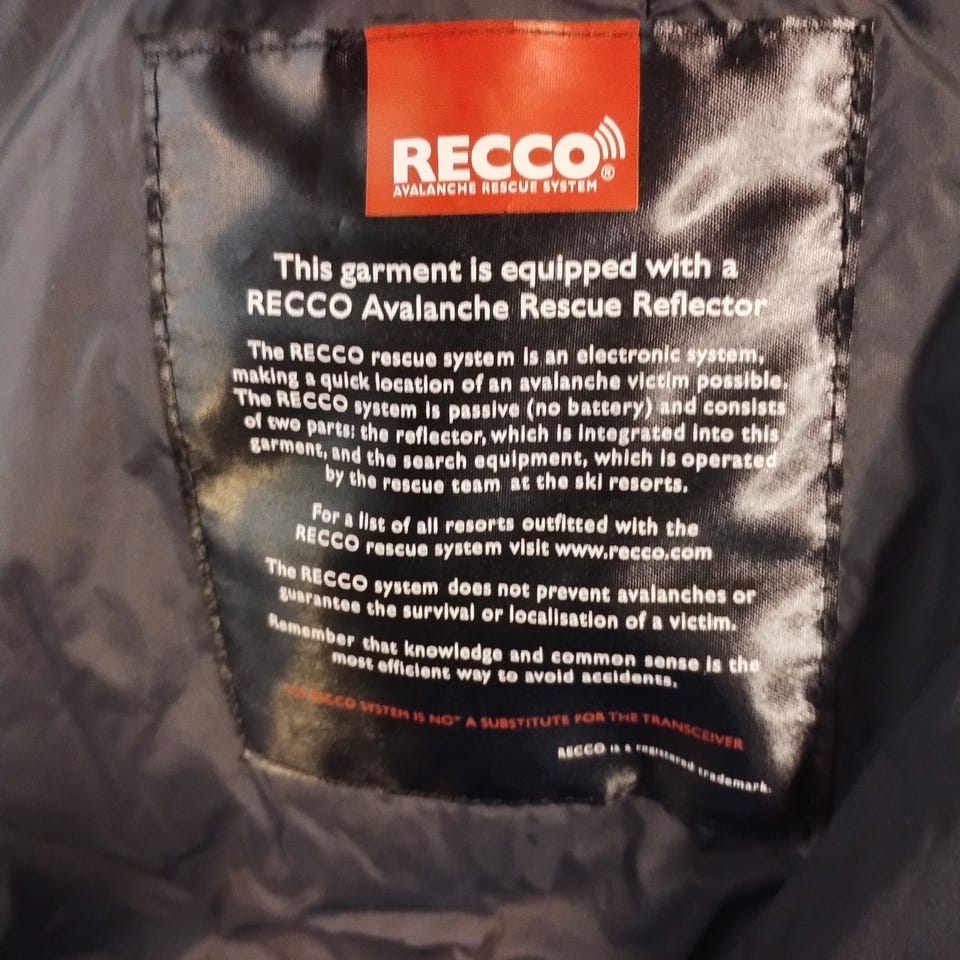 RECCO®
AVALANCHE RESCUE SYSTEM
This garment is equipped with a
RECCO Avalanche Rescue Reflector
The RECCO rescue system is an electronic system,
making a quick location of an avalanche victim possible.
The RECCO system is passive (no battery) and consists
of two parts: the reflector, which is integrated into this
garment, and the search equipment, which is operated
by the rescue team at the ski resorts.
For a list of all resorts outfitted with the
RECCO rescue system visit www.recco.com
The RECCO system does not prevent avalanches or
guarantee the survival or localisation of a victim.
Remember that knowledge and common sense is the
most efficient way to avoid accidents.
THE RECCO SYSTEM IS NOT A SUBSTITUTE FOR THE TRANSCEIVER
RECCO is a registered trademark.